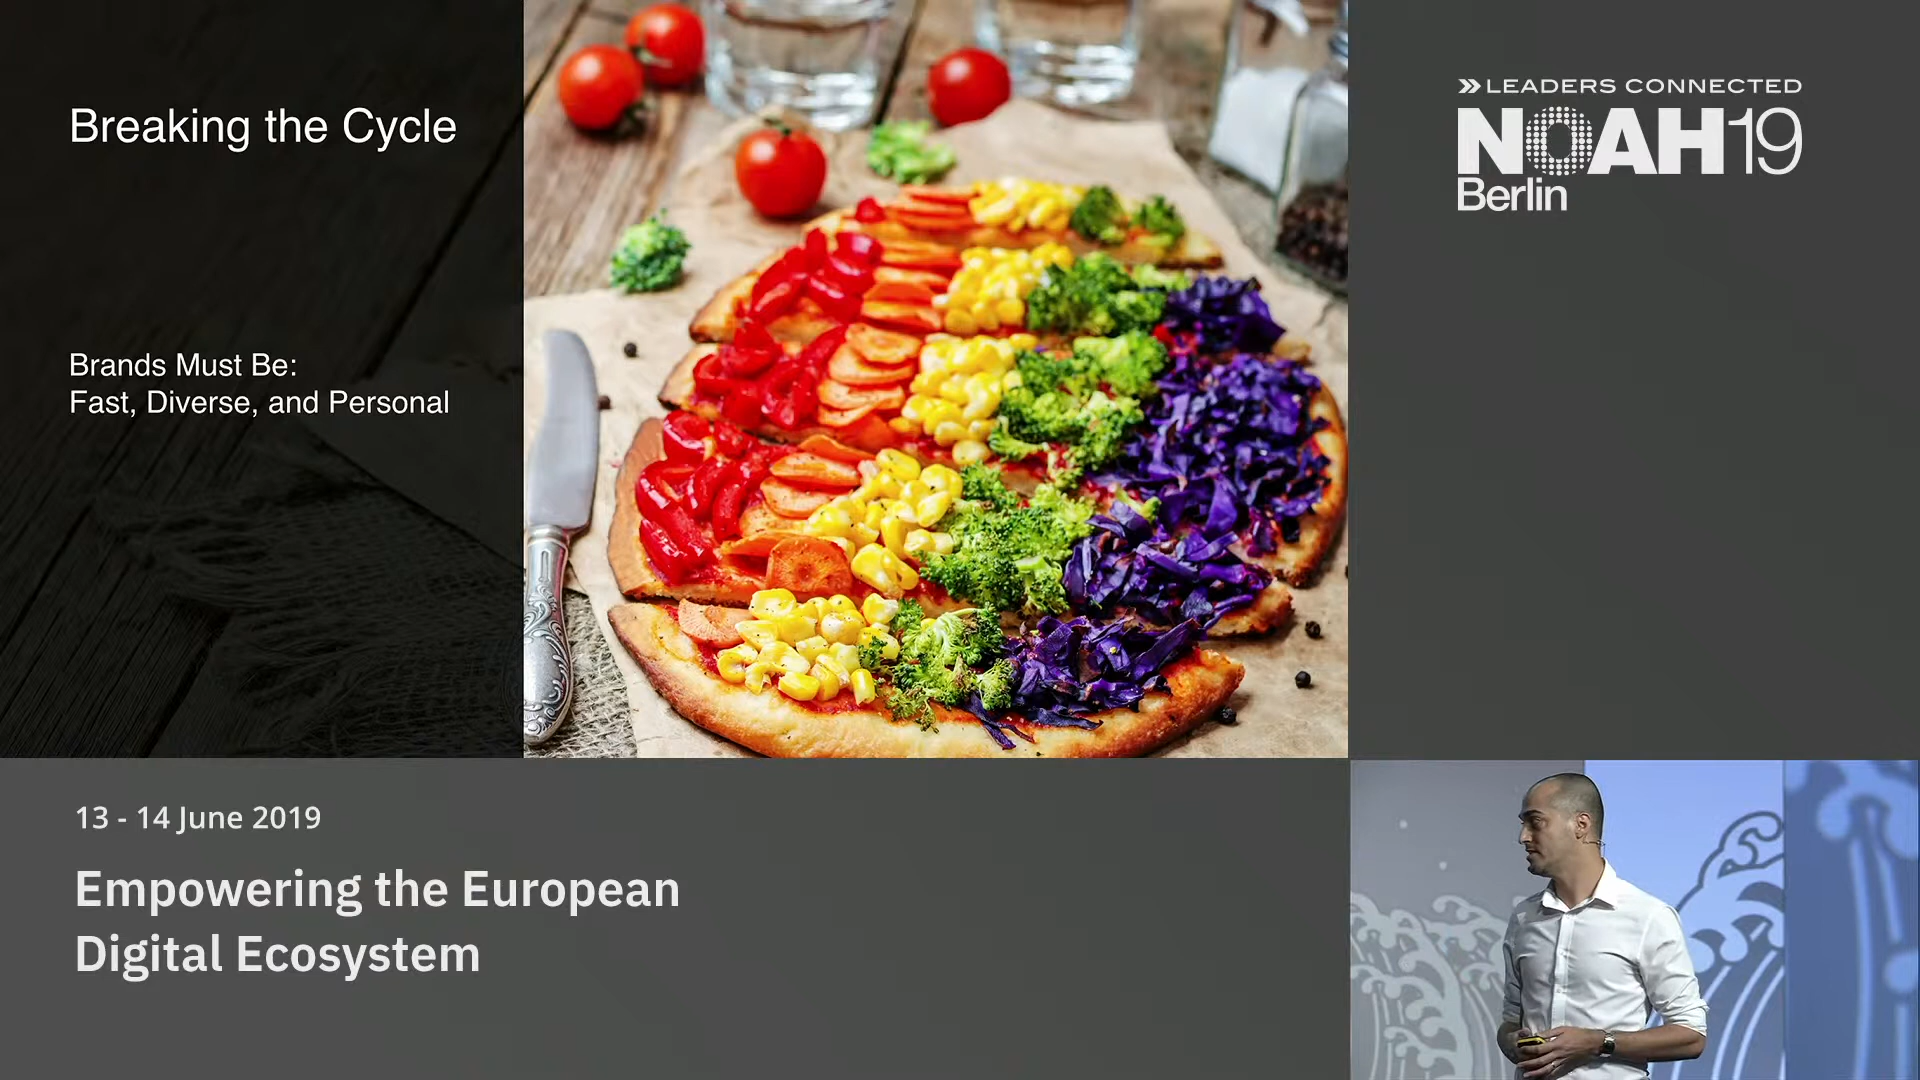 Breaking the Cycle
Brands Must Be:
Fast, Diverse, and Personal
LEADERS CONNECTED
NOAH19
Berlin
13 - 14 June 2019
Empowering the European
Digital Ecosystem